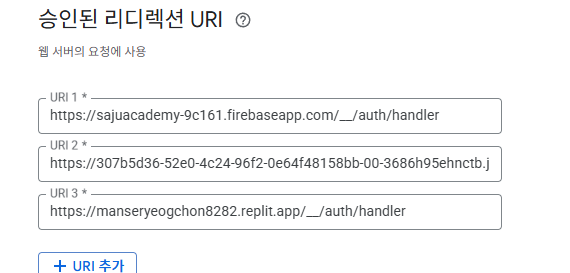 승인된 리디렉션 URI
웹 서버의 요청에 사용
URI 1 *
https://sajuacademy-9c161.firebaseapp.com/__/auth/handler
URI 2 *
https://307b5d36-52e0-4c24-96f2-0e64f48158bb-00-3686h95ehnctb.j
URI 3 *
https://manseryeogchon8282.replit.app/__/auth/handler
+ URI 추가